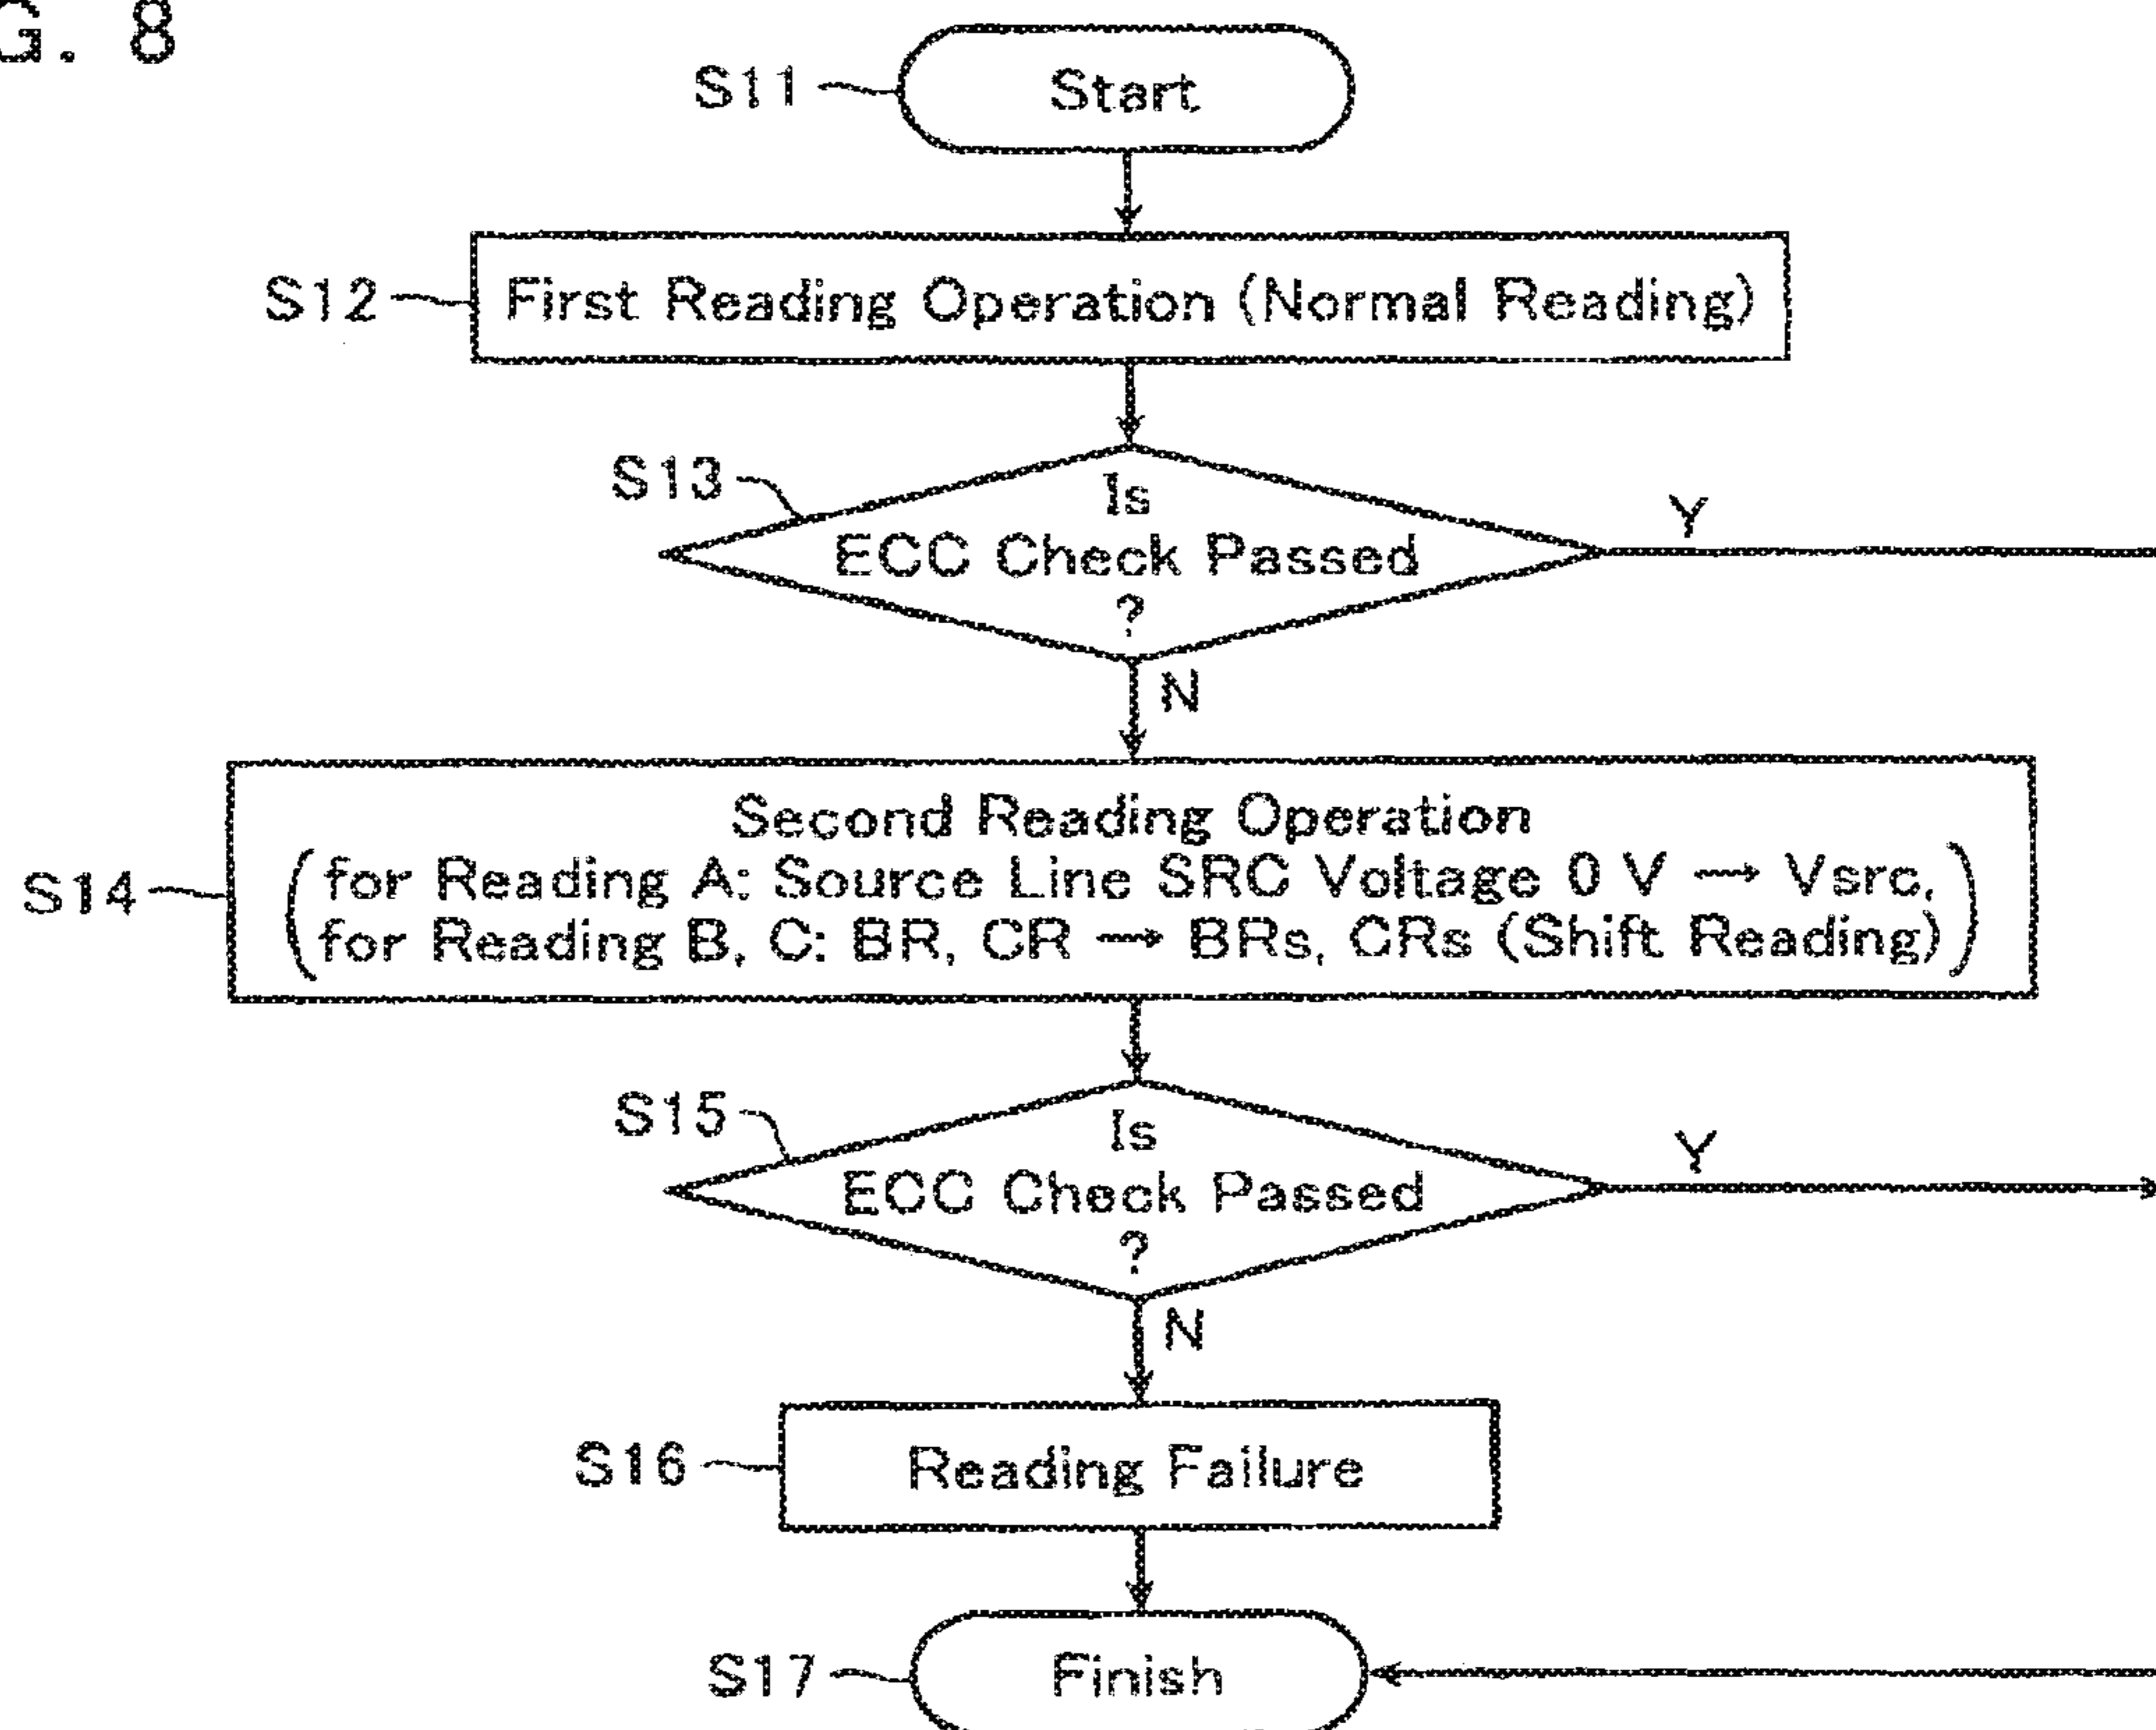 G. 8
S11
Start
S12
First Reading Operation (Normal Reading)
S13
Is
ECC Check Passed
?
Y
N
S14
Second Reading Operation
(for Reading A: Source Line SRC Voltage 0 V → Vsrc,
for Reading B, C: BR, CR → BRs, CRs (Shift Reading))
S15
Is
ECC Check Passed
?
Y
N
S16
Reading Failure
S17
Finish